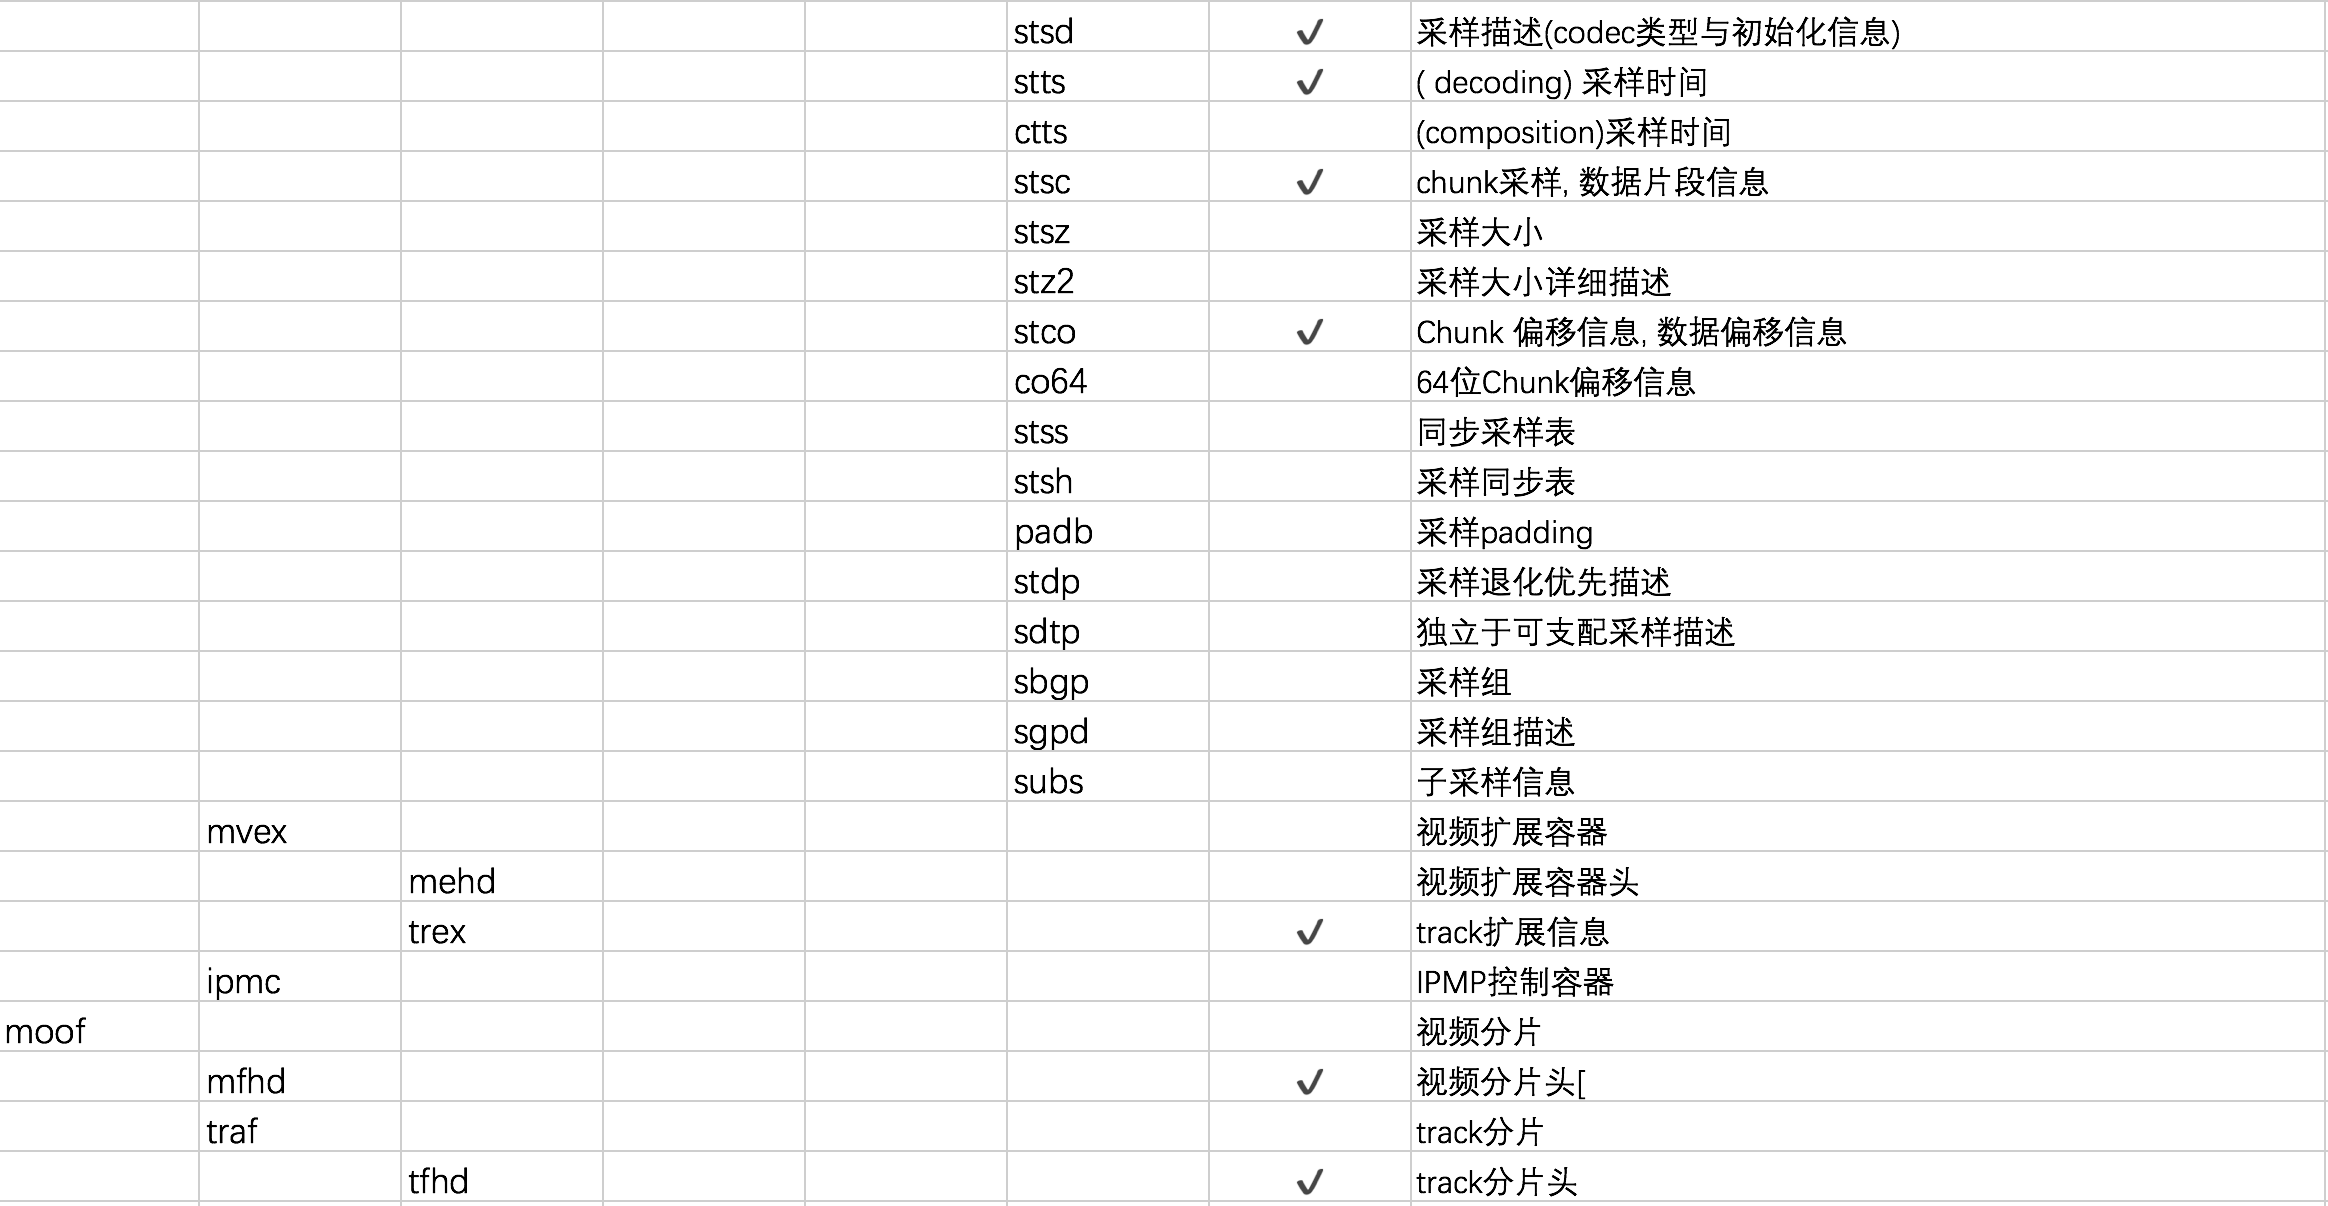 stsd ✓ 采样描述(codec类型与初始化信息)
stts ✓ ( decoding) 采样时间
ctts (composition)采样时间
stsc ✓ chunk采样, 数据片段信息
stsz 采样大小
stz2 采样大小详细描述
stco ✓ Chunk 偏移信息, 数据偏移信息
co64 64位Chunk偏移信息
stss 同步采样表
stsh 采样同步表
padb 采样padding
stdp 采样退化优先描述
sdtp 独立于可支配采样描述
sbgp 采样组
sgpd 采样组描述
subs 子采样信息
mvex 视频扩展容器
mehd 视频扩展容器头
trex ✓ track扩展信息
ipmc IPMP控制容器
moof 视频分片
mfhd ✓ 视频分片头[
traf track分片
tfhd ✓ track分片头